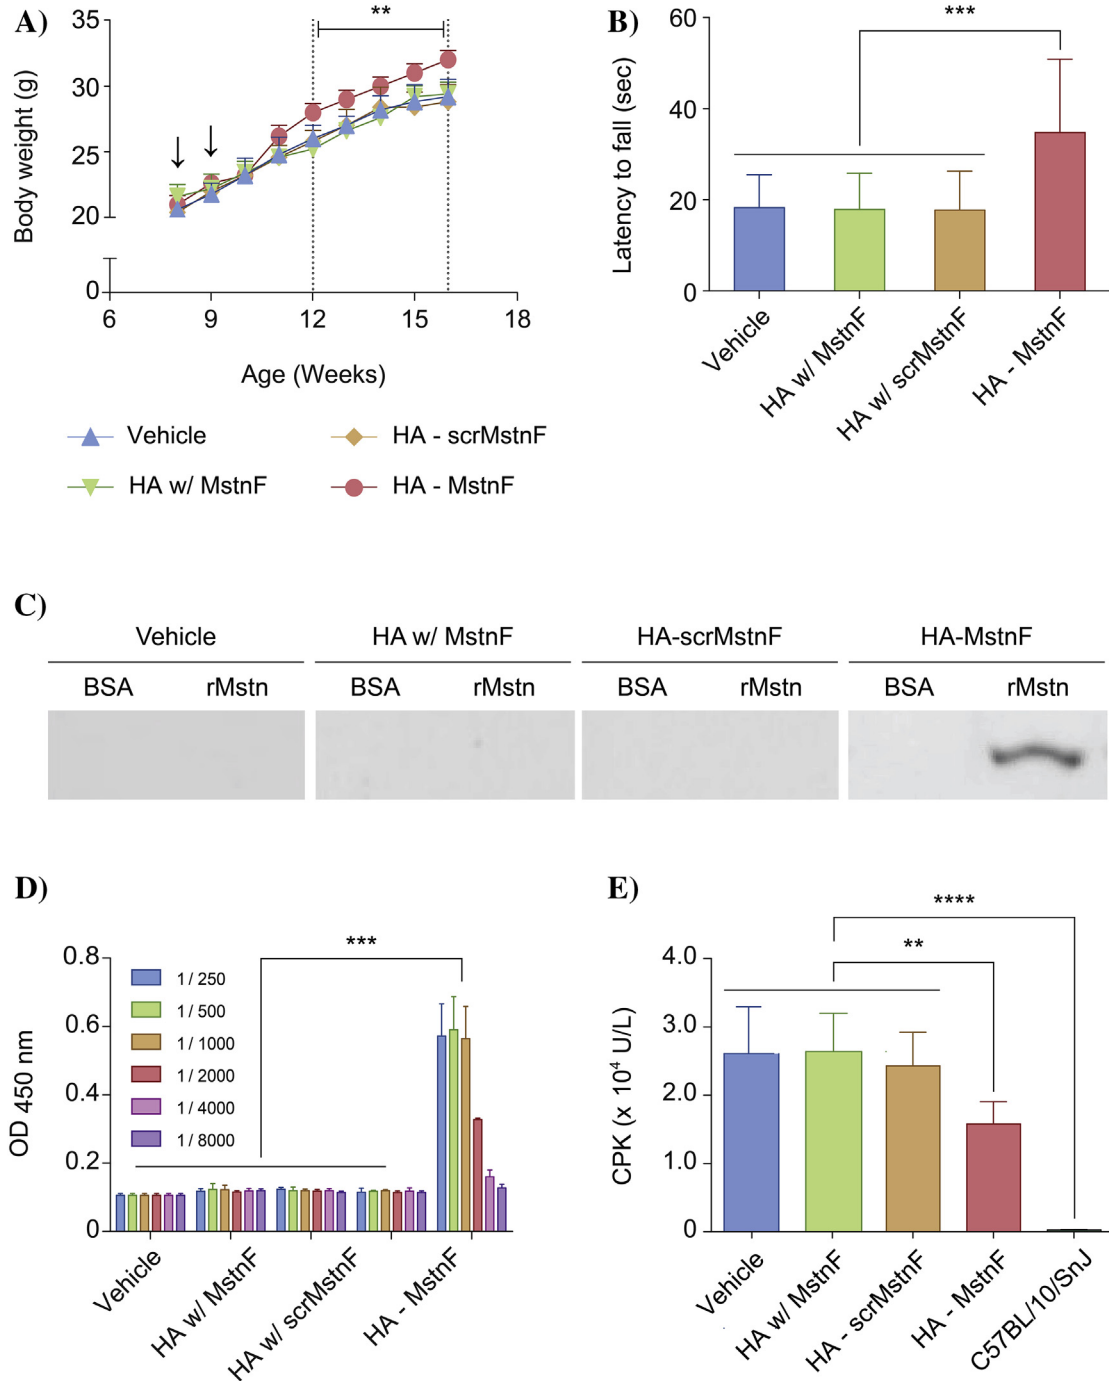 A)
**
35
30
25
20
0
Body weight (g)
6 9 12 15 18
Age (Weeks)
Vehicle
HA - scrMstnF
HA w/ MstnF
HA - MstnF
B)
***
60
40
20
0
Latency to fall (sec)
Vehicle
HA w/ MstnF
HA w/ scrMstnF
HA - MstnF
C)
Vehicle HA w/ MstnF HA-scrMstnF HA-MstnF
BSA rMstn BSA rMstn BSA rMstn BSA rMstn
D)
***
0.8
0.6
0.4
0.2
0
OD 450 nm
1 / 250
1 / 500
1 / 1000
1 / 2000
1 / 4000
1 / 8000
Vehicle
HA w/ MstnF
HA w/ scrMstnF
HA - MstnF
E)
****
**
4.0
3.0
2.0
1.0
0
CPK (x 10⁴ U/L)
Vehicle
HA w/ MstnF
HA - scrMstnF
HA - MstnF
C57BL/10/SnJ